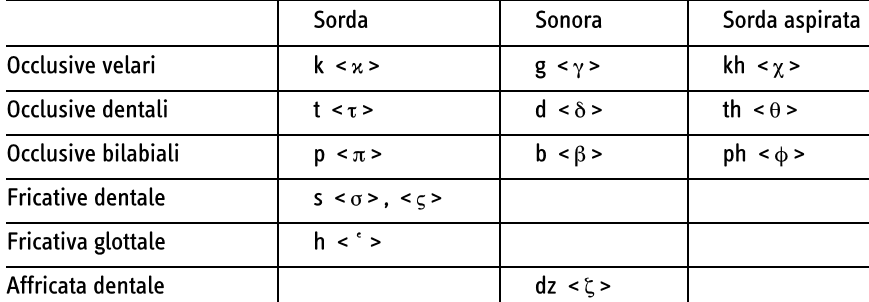 Sorda Sonora Sorda aspirata
Occlusive velari k <ϰ> g <γ> kh <χ>
Occlusive dentali t <τ> d <δ> th <θ>
Occlusive bilabiali p <π> b <β> ph <ϕ>
Fricative dentale s <σ>, <ς>
Fricativa glottale h < ῾ >
Affricata dentale dz <ζ>